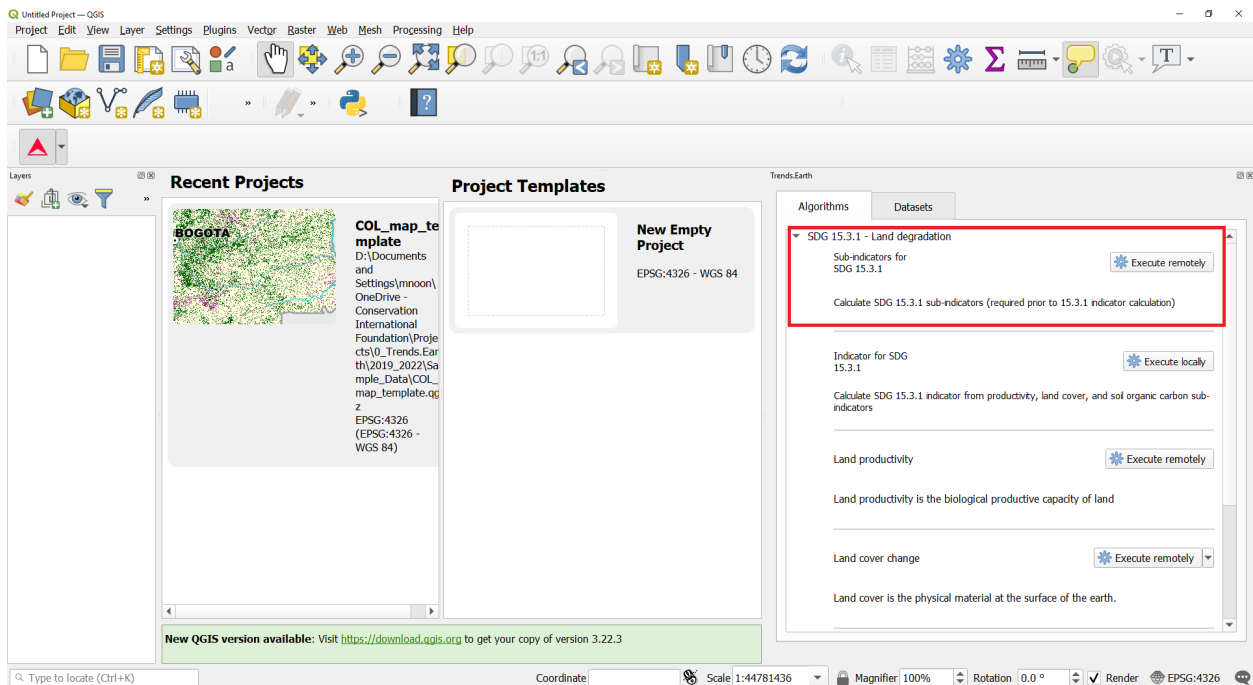 Untitled Project — QGIS
Project Edit View Layer Settings Plugins Vector Raster Web Mesh Processing Help
a
1:1
Σ
T
»
»
?
Layers
»
Recent Projects
BOGOTA
COL_map_te
mplate
D:\Documents
and
Settings\mnoon\
OneDrive -
Conservation
International
Foundation\Proje
cts\0_Trends.Ear
th\2019_2022\Sa
mple_Data\COL_
map_template.qg
z
EPSG:4326
(EPSG:4326 -
WGS 84)
Project Templates
New Empty
Project
EPSG:4326 - WGS 84
New QGIS version available: Visit https://download.qgis.org to get your copy of version 3.22.3
Trends.Earth
Algorithms Datasets
SDG 15.3.1 - Land degradation
Sub-indicators for
SDG 15.3.1
Execute remotely
Calculate SDG 15.3.1 sub-indicators (required prior to 15.3.1 indicator calculation)
Indicator for SDG
15.3.1
Execute locally
Calculate SDG 15.3.1 indicator from productivity, land cover, and soil organic carbon sub-
indicators
Land productivity
Execute remotely
Land productivity is the biological productive capacity of land
Land cover change
Execute remotely
Land cover is the physical material at the surface of the earth.
Type to locate (Ctrl+K) Coordinate Scale 1:44781436 Magnifier 100% Rotation 0.0 ° Render EPSG:4326